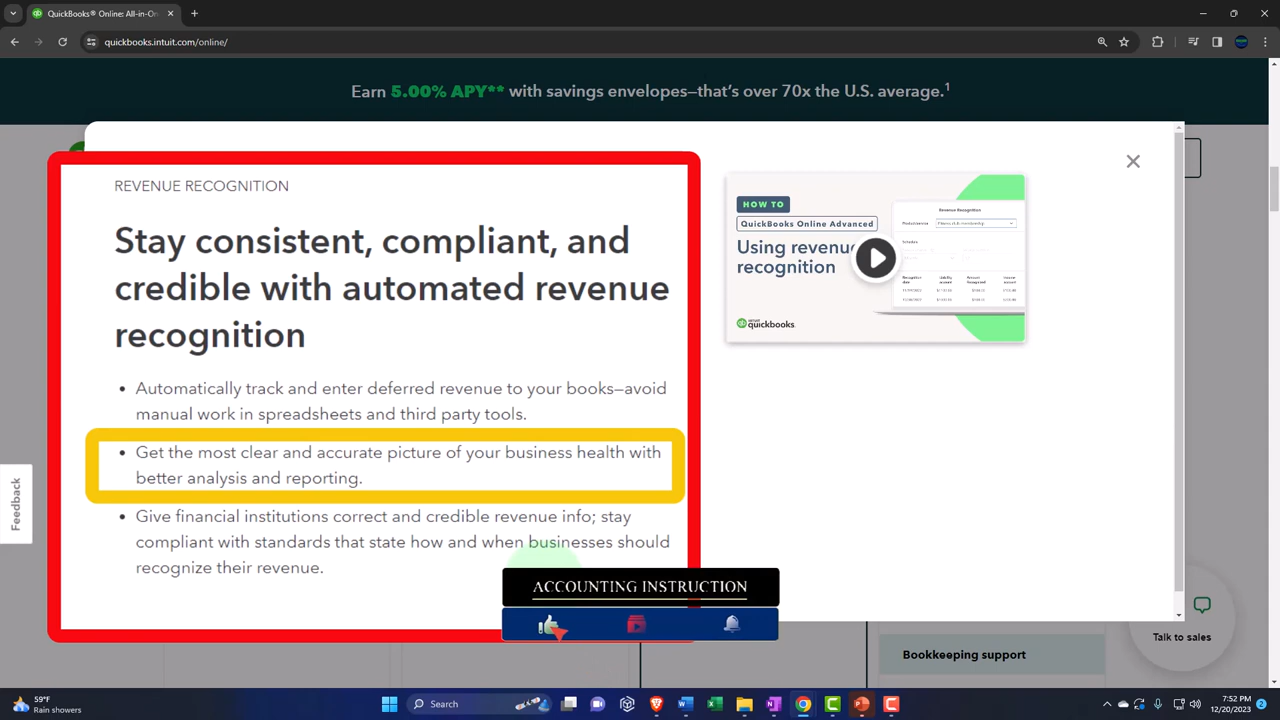 QuickBooks® Online: All-in-On
quickbooks.intuit.com/online/
Earn 5.00% APY** with savings envelopes—that's over 70x the U.S. average.¹
REVENUE RECOGNITION
Stay consistent, compliant, and
credible with automated revenue
recognition
• Automatically track and enter deferred revenue to your books—avoid
manual work in spreadsheets and third party tools.
• Get the most clear and accurate picture of your business health with
better analysis and reporting.
• Give financial institutions correct and credible revenue info; stay
compliant with standards that state how and when businesses should
recognize their revenue.
HOW TO
QuickBooks Online Advanced
Using revenue
recognition
Revenue Recognition
Product/service
Schedule
intuit
quickbooks
Feedback
ACCOUNTING INSTRUCTION
Talk to sales
Bookkeeping support
59°F
Rain showers
Search
7:52 PM
12/20/2023
2